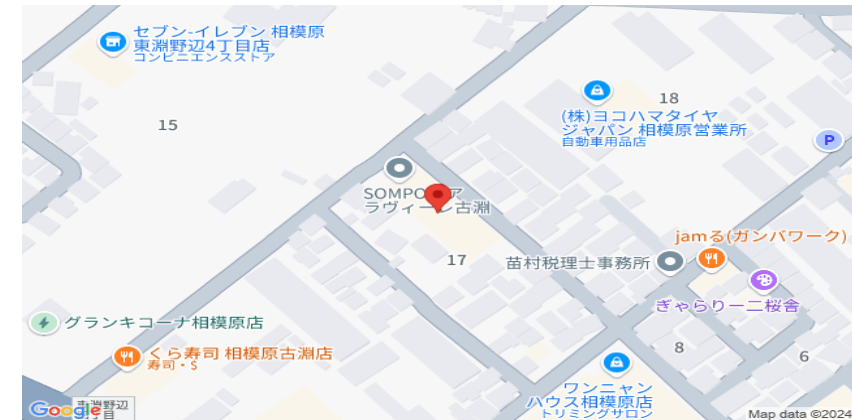 セブン-イレブン 相模原
東淵野辺4丁目店
コンビニエンスストア
18
(株)ヨコハマタイヤ
ジャパン 相模原営業所
自動車用品店
15
P
SOMPO ア
ラヴィーレ古淵
jamる(ガンバワーク)
17
苗村税理士事務所
ぎゃらりー二桜舎
グランキコーナ相模原店
くら寿司 相模原古淵店
寿司・$
8
6
ワンニャン
ハウス相模原店
トリミングサロン
Google
東淵野辺
丁目
Map data ©2024